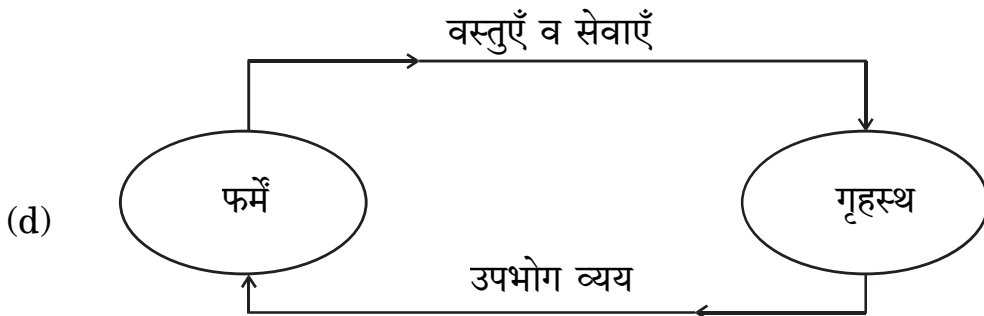 वस्तुएँ व सेवाएँ
(d) फर्में गृहस्थ
उपभोग व्यय